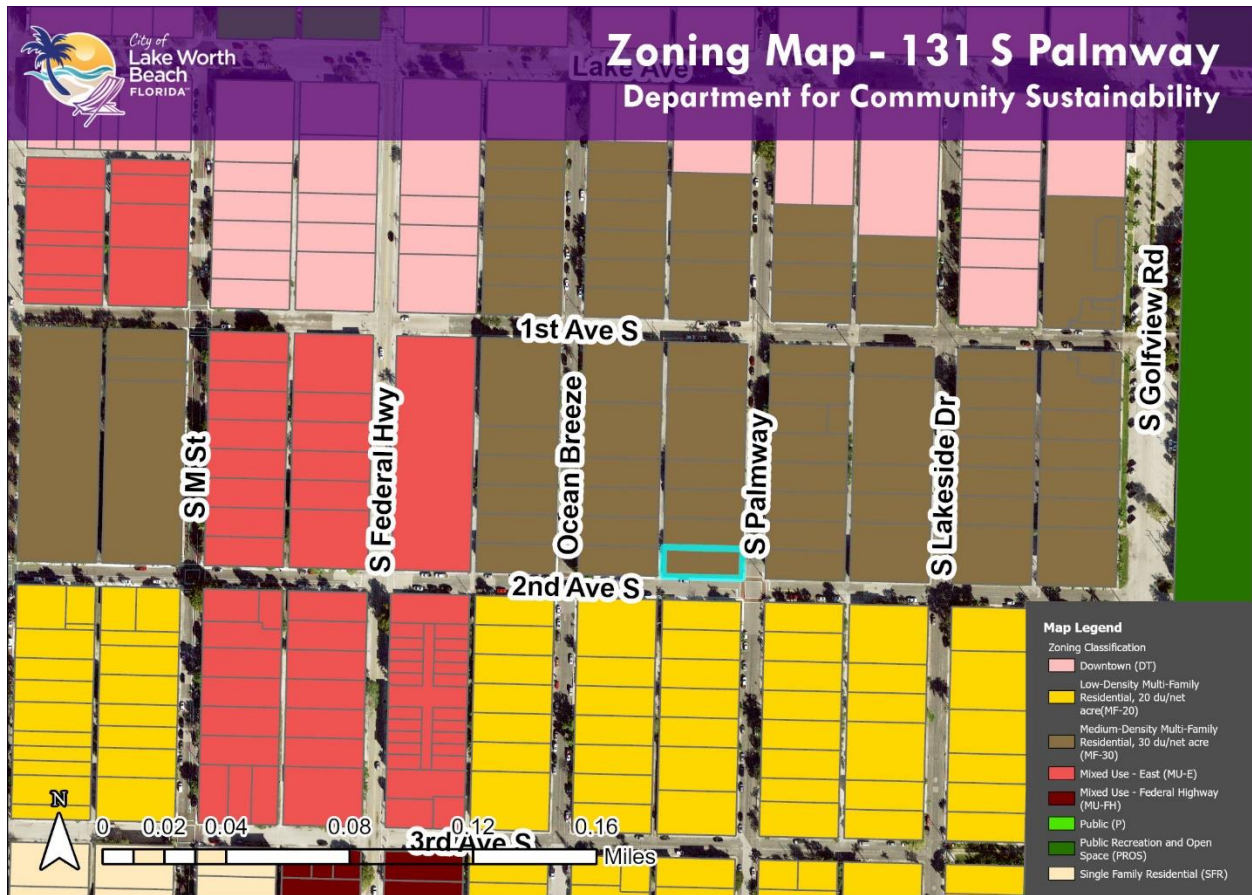 City of
Lake Worth
Beach
FLORIDA
Zoning Map - 131 S Palmway
Department for Community Sustainability
Lake Ave
1st Ave S
S M St
S Federal Hwy
Ocean Breeze
S Palmway
S Lakeside Dr
S Golfview Rd
2nd Ave S
3rd Ave S
N
0 0.02 0.04 0.08 0.12 0.16
Miles
Map Legend
Zoning Classification
Downtown (DT)
Low-Density Multi-Family
Residential, 20 du/net
acre(MF-20)
Medium-Density Multi-Family
Residential, 30 du/net acre
(MF-30)
Mixed Use - East (MU-E)
Mixed Use - Federal Highway
(MU-FH)
Public (P)
Public Recreation and Open
Space (PROS)
Single Family Residential (SFR)